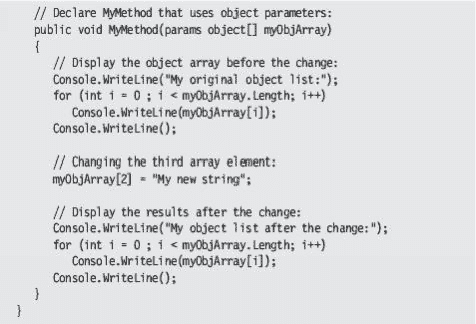 // Declare MyMethod that uses object parameters:
public void MyMethod(params object[] myObjArray)
{
// Display the object array before the change:
Console.WriteLine("My original object list:");
for (int i = 0 ; i < myObjArray.Length; i++)
Console.WriteLine(myObjArray[i]);
Console.WriteLine();
// Changing the third array element:
myObjArray[2] = "My new string";
// Display the results after the change:
Console.WriteLine("My object list after the change:");
for (int i = 0 ; i < myObjArray.Length; i++)
Console.WriteLine(myObjArray[i]);
Console.WriteLine();
}
}